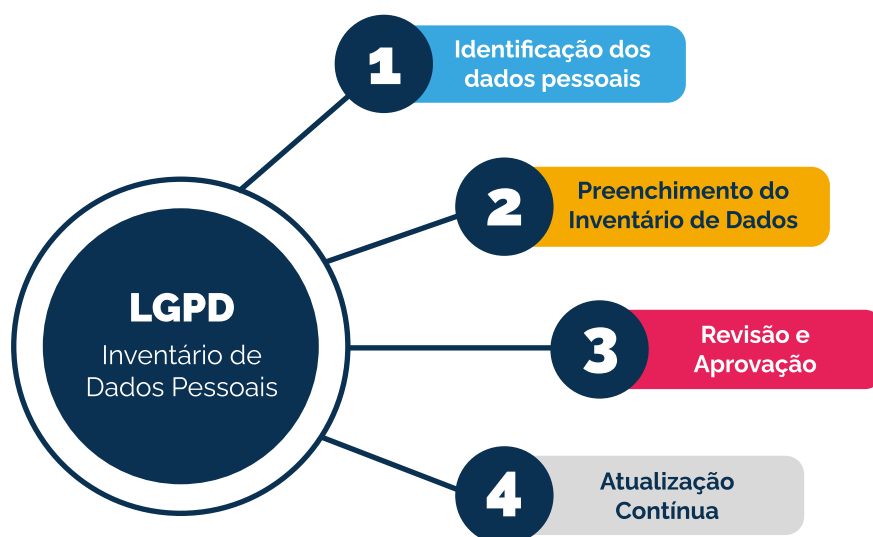 1
Identificação dos
dados pessoais
2
Preenchimento do
Inventário de Dados
LGPD
Inventário de
Dados Pessoais
3
Revisão e
Aprovação
4
Atualização
Contínua